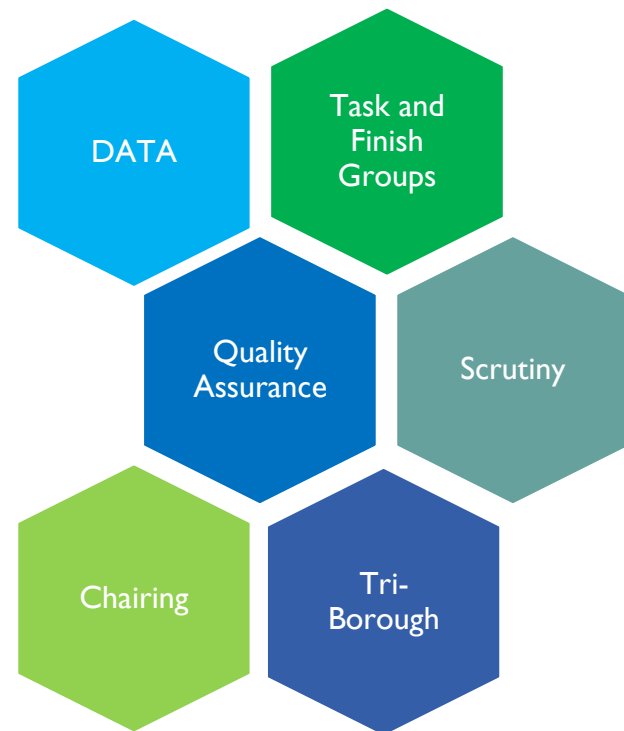 DATA
Task and
Finish
Groups
Quality
Assurance
Scrutiny
Chairing
Tri-
Borough